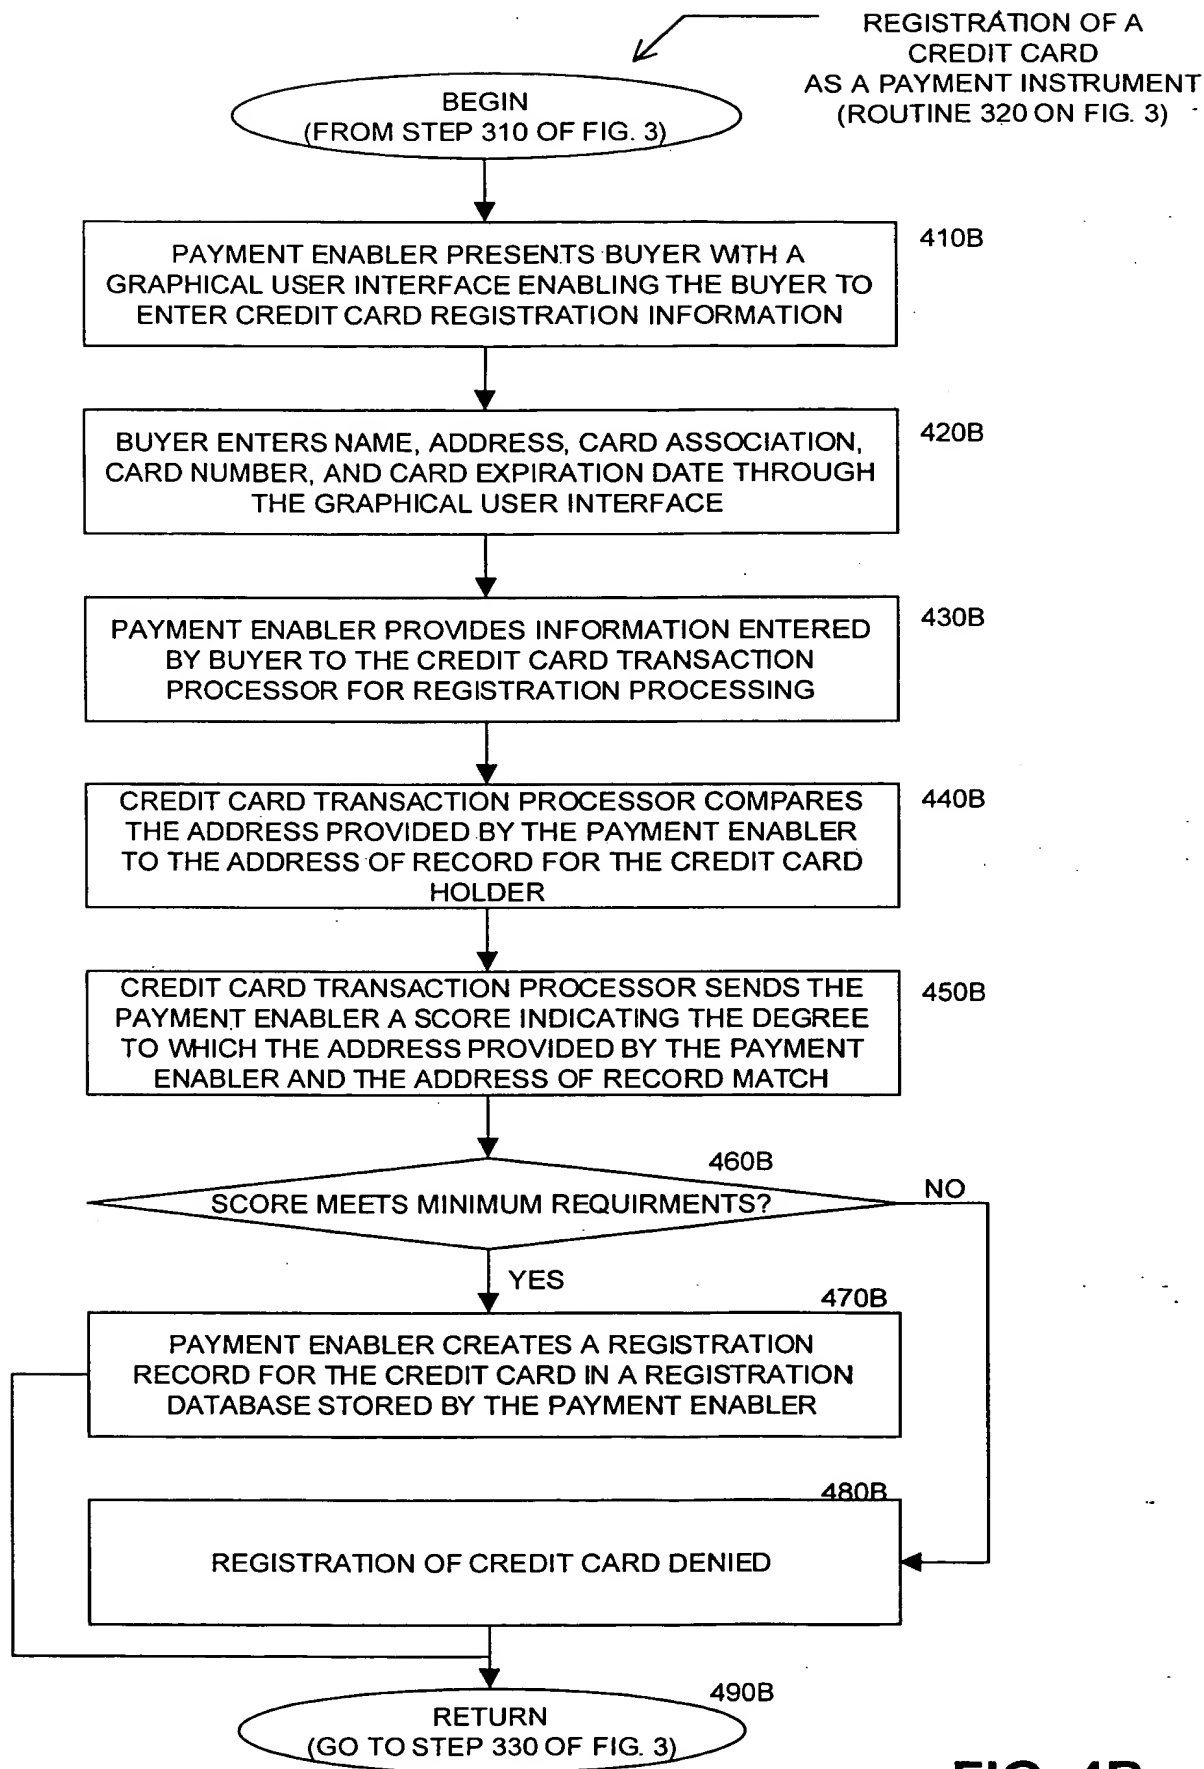 REGISTRATION OF A
CREDIT CARD
AS A PAYMENT INSTRUMENT
(ROUTINE 320 ON FIG. 3)
BEGIN
(FROM STEP 310 OF FIG. 3)
410B
PAYMENT ENABLER PRESENTS BUYER WITH A
GRAPHICAL USER INTERFACE ENABLING THE BUYER TO
ENTER CREDIT CARD REGISTRATION INFORMATION
420B
BUYER ENTERS NAME, ADDRESS, CARD ASSOCIATION,
CARD NUMBER, AND CARD EXPIRATION DATE THROUGH
THE GRAPHICAL USER INTERFACE
430B
PAYMENT ENABLER PROVIDES INFORMATION ENTERED
BY BUYER TO THE CREDIT CARD TRANSACTION
PROCESSOR FOR REGISTRATION PROCESSING
440B
CREDIT CARD TRANSACTION PROCESSOR COMPARES
THE ADDRESS PROVIDED BY THE PAYMENT ENABLER
TO THE ADDRESS OF RECORD FOR THE CREDIT CARD
HOLDER
450B
CREDIT CARD TRANSACTION PROCESSOR SENDS THE
PAYMENT ENABLER A SCORE INDICATING THE DEGREE
TO WHICH THE ADDRESS PROVIDED BY THE PAYMENT
ENABLER AND THE ADDRESS OF RECORD MATCH
460B
SCORE MEETS MINIMUM REQUIRMENTS?
NO
YES
470B
PAYMENT ENABLER CREATES A REGISTRATION
RECORD FOR THE CREDIT CARD IN A REGISTRATION
DATABASE STORED BY THE PAYMENT ENABLER
480B
REGISTRATION OF CREDIT CARD DENIED
490B
RETURN
(GO TO STEP 330 OF FIG. 3)
FIG. 4B